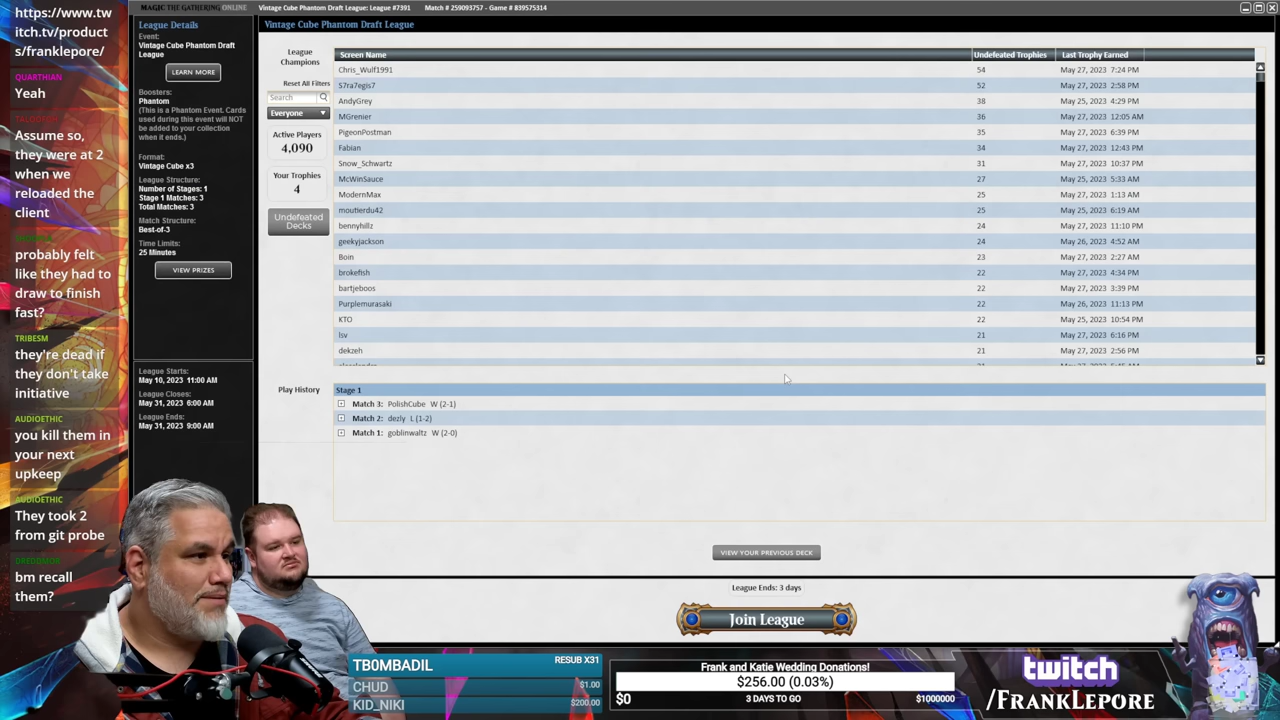 https://www.tw
itch.tv/product
s/franklepore/
QUARTHIAN
Yeah
Assume so,
they were at 2
when we
reloaded the
client
probably felt
like they had to
draw to finish
fast?
TRIBESM
they're dead if
they don't take
initiative
AUDIOETHIC
you kill them in
your next
upkeep
AUDIOETHIC
They took 2
from git probe
bm recall
them?
MAGIC THE GATHERING ONLINE
Vintage Cube Phantom Draft League: League #7391
Match # 259093757 - Game # 839575314
League Details
Event:
Vintage Cube Phantom Draft
League
LEARN MORE
Boosters:
Phantom
(This is a Phantom Event. Cards
used during this event will NOT
be added to your collection
when it ends.)
Format:
Vintage Cube x3
League Structure:
Number of Stages: 1
Stage 1 Matches: 3
Total Matches: 3
Match Structure:
Best-of-3
Time Limits:
25 Minutes
VIEW PRIZES
League Starts:
May 10, 2023 11:00 AM
League Closes:
May 31, 2023 6:00 AM
League Ends:
May 31, 2023 9:00 AM
Vintage Cube Phantom Draft League
League
Champions
Reset All Filters
Search
Everyone
Active Players
4,090
Your Trophies
4
Undefeated
Decks
Screen Name Undefeated Trophies Last Trophy Earned
Chris_Wulf1991 54 May 27, 2023 7:24 PM
S7ra7egis7 52 May 27, 2023 2:58 PM
AndyGrey 38 May 25, 2023 4:29 PM
MGrenier 36 May 27, 2023 12:05 AM
PigeonPostman 35 May 27, 2023 6:39 PM
Fabian 34 May 27, 2023 12:43 PM
Snow_Schwartz 31 May 27, 2023 10:37 PM
McWinSauce 27 May 25, 2023 5:33 AM
ModernMax 25 May 27, 2023 1:13 AM
moutierdu42 25 May 25, 2023 6:19 AM
bennyhillz 24 May 27, 2023 11:10 PM
geekyjackson 24 May 26, 2023 4:52 AM
Boin 23 May 27, 2023 2:27 AM
brokefish 22 May 27, 2023 4:34 PM
bartjeboos 22 May 27, 2023 3:39 PM
Purplemurasaki 22 May 26, 2023 11:13 PM
KTO 22 May 25, 2023 10:54 PM
lsv 21 May 27, 2023 6:16 PM
dekzeh 21 May 27, 2023 2:56 PM
Play History
Stage 1
Match 3: PolishCube W (2-1)
Match 2: dezly L (1-2)
Match 1: goblinwaltz W (2-0)
VIEW YOUR PREVIOUS DECK
League Ends: 3 days
Join League
TB0MBADIL RESUB X31
CHUD $1.00
KID_NIKI $200.00
Frank and Katie Wedding Donations!
$256.00 (0.03%)
$0 3 DAYS TO GO $1000000
twitch
/FRANKLEPORE